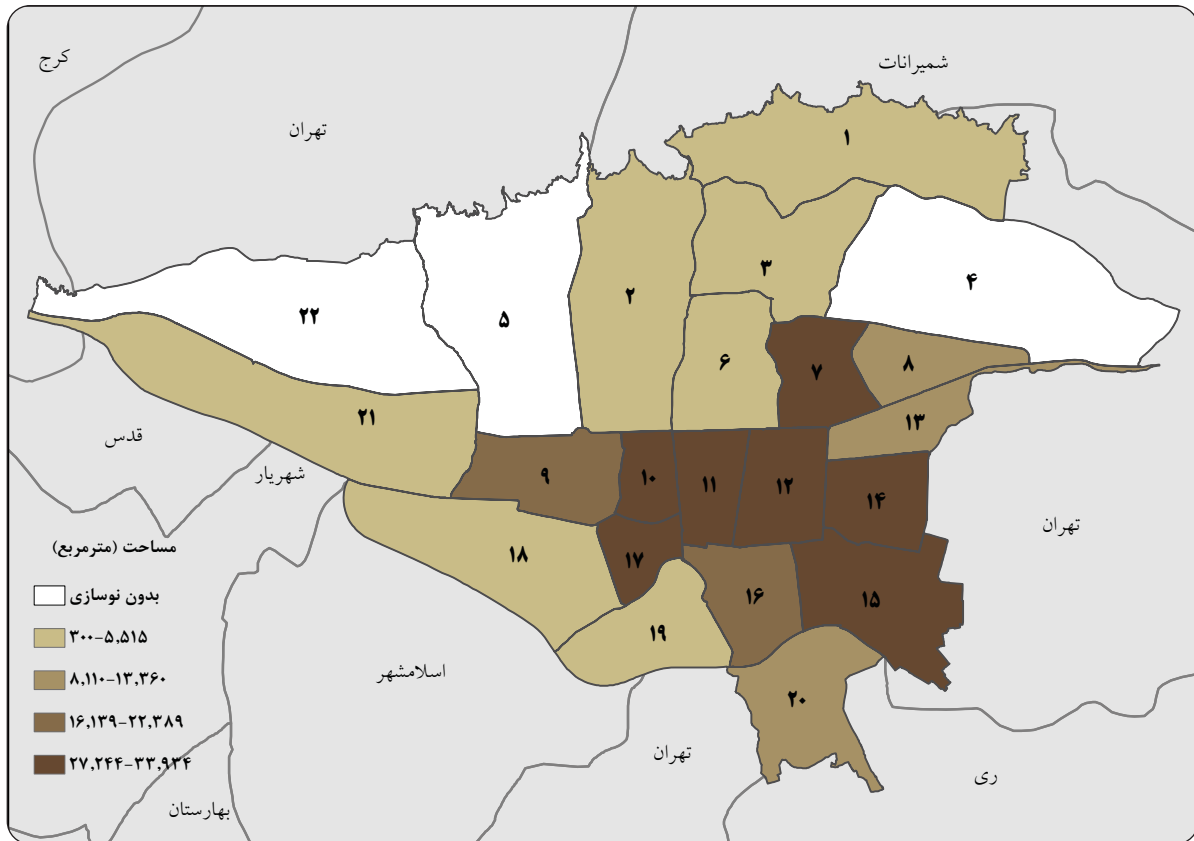 کرج
شمیرانات
تهران
۱
۳
۴
۲
۵
۲۲
۶
۷
۸
۲۱
۱۳
قدس
شهریار
۹
۱۰
۱۱
۱۲
۱۴
تهران
۱۸
۱۷
۱۶
۱۵
۱۹
اسلامشهر
۲۰
تهران
ری
بهارستان
مساحت (مترمربع)
بدون نوسازی
۳۰۰-۵,۵۱۵
۸,۱۱۰-۱۳,۳۶۰
۱۶,۱۳۹-۲۲,۳۸۹
۲۷,۲۴۴-۳۳,۹۳۴